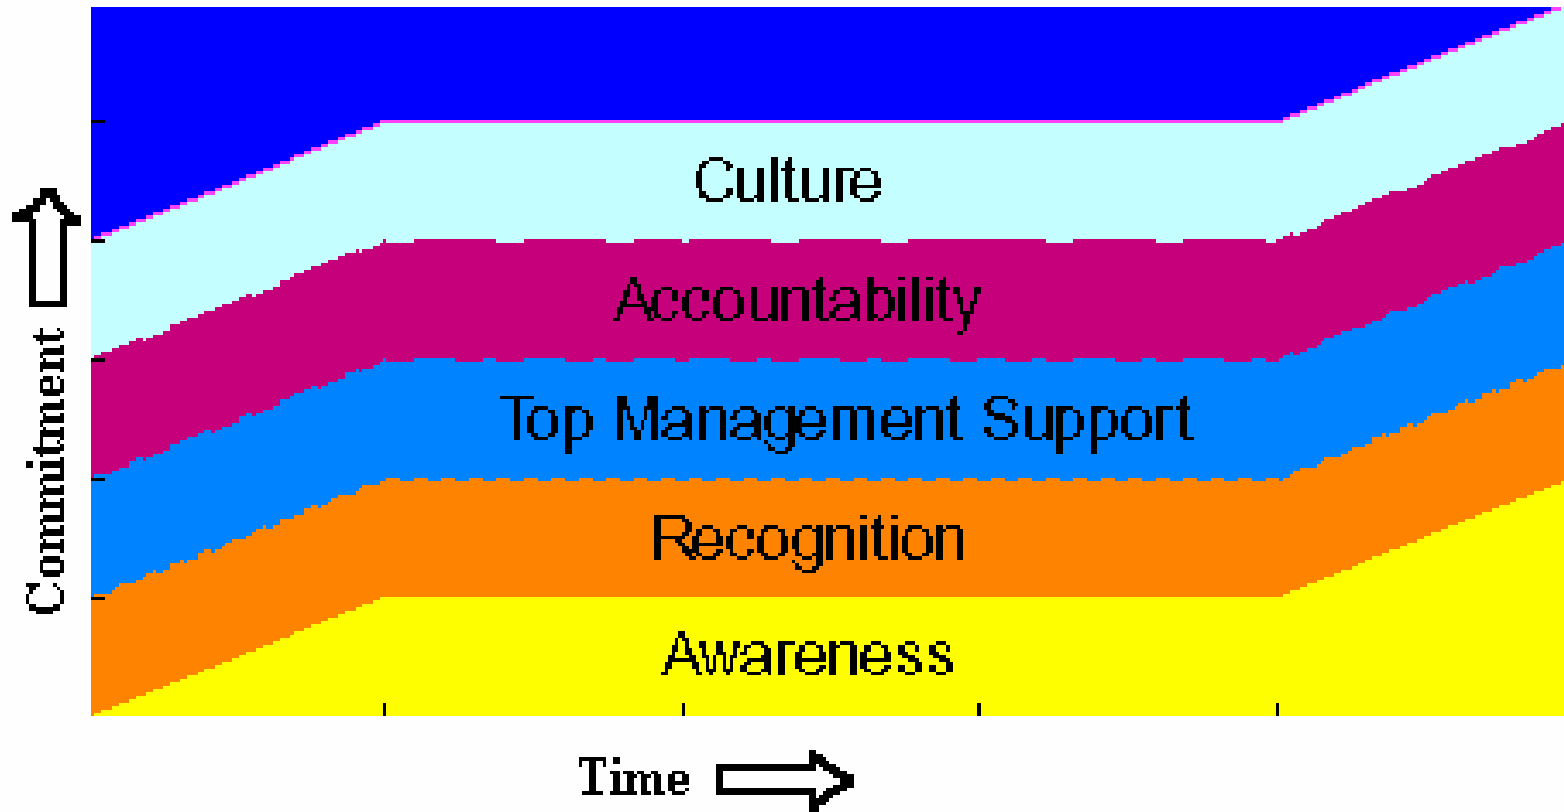 Culture
Accountability
Top Management Support
Recognition
Awareness
Commitment
Time